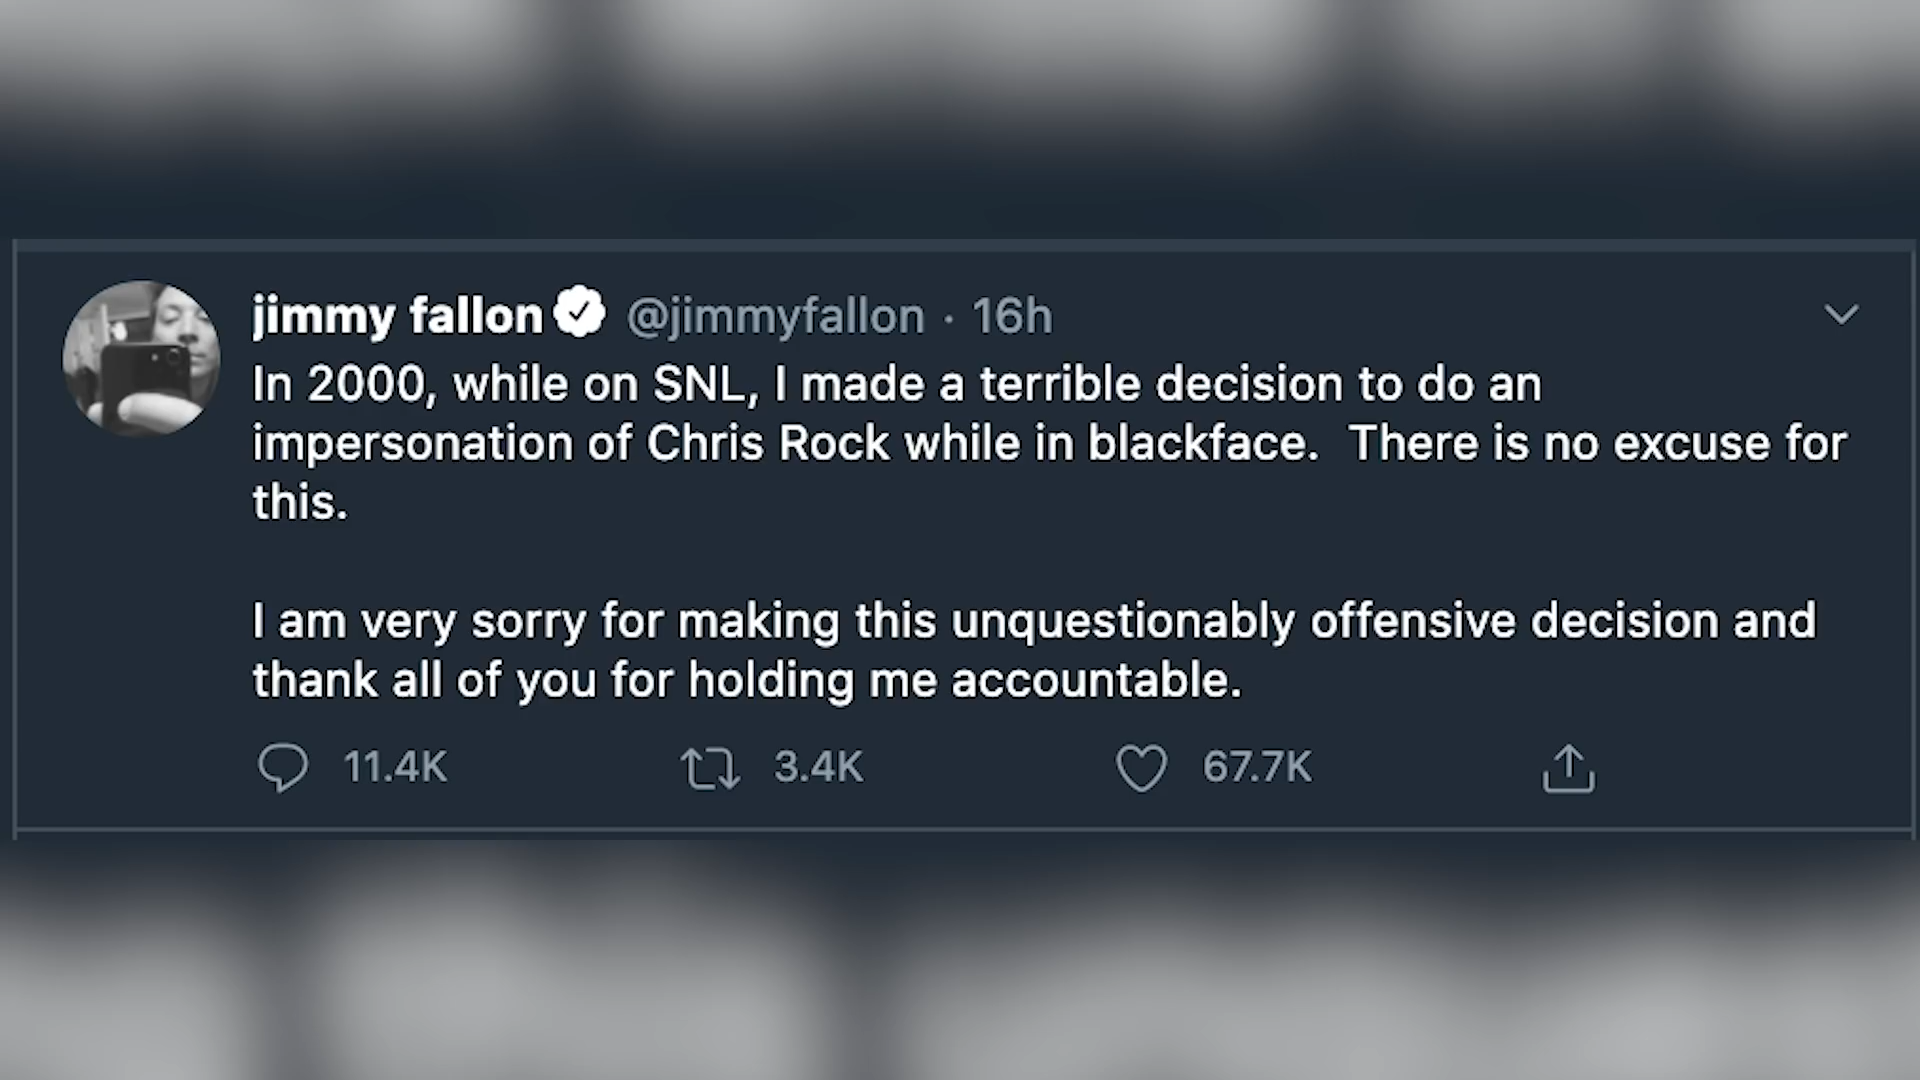 jimmy fallon @jimmyfallon · 16h
In 2000, while on SNL, I made a terrible decision to do an
impersonation of Chris Rock while in blackface.  There is no excuse for
this.
I am very sorry for making this unquestionably offensive decision and
thank all of you for holding me accountable.
11.4K 3.4K 67.7K